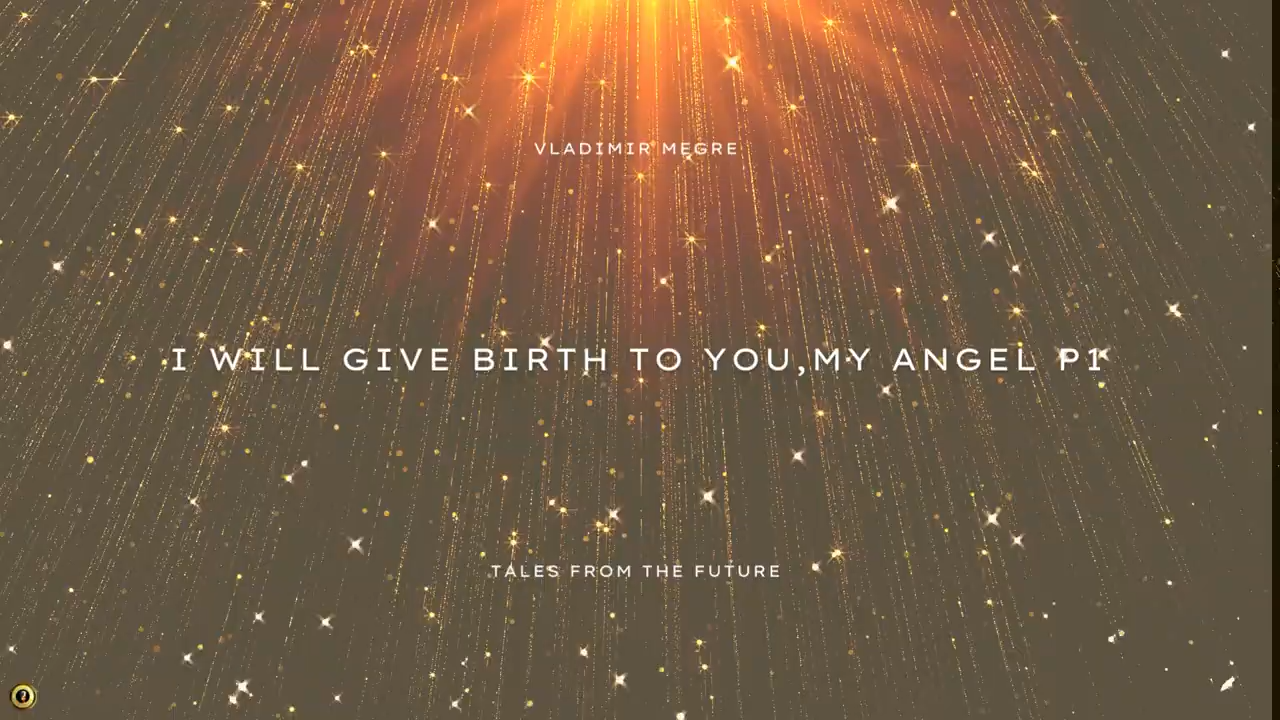 VLADIMIR MEGRE
I WILL GIVE BIRTH TO YOU,MY ANGEL P1
TALES FROM THE FUTURE